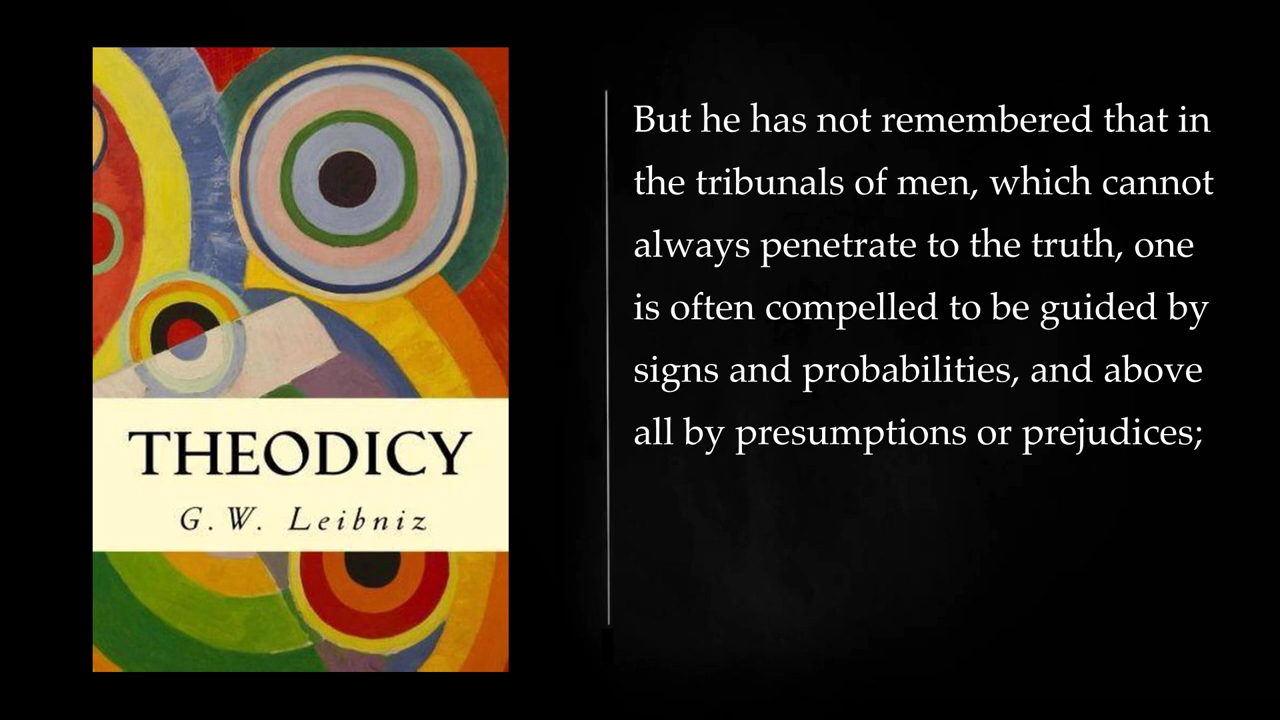 THEODICY
G. W. Leibniz
But he has not remembered that in
the tribunals of men, which cannot
always penetrate to the truth, one
is often compelled to be guided by
signs and probabilities, and above
all by presumptions or prejudices;